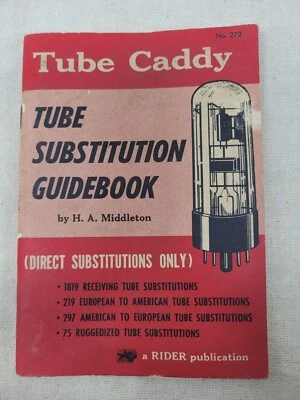 No. 272
Tube Caddy
TUBE
SUBSTITUTION
GUIDEBOOK
by H. A. Middleton
(DIRECT SUBSTITUTIONS ONLY)
• 1819 RECEIVING TUBE SUBSTITUTIONS
• 219 EUROPEAN TO AMERICAN TUBE SUBSTITUTIONS
• 297 AMERICAN TO EUROPEAN TUBE SUBSTITUTIONS
• 75 RUGGEDIZED TUBE SUBSTITUTIONS
a RIDER publication